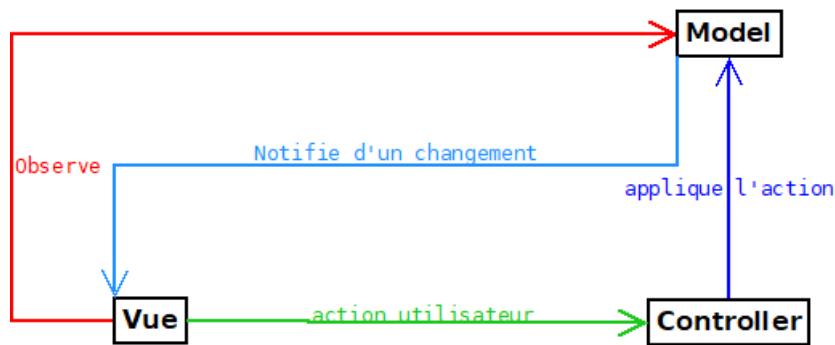 Model
Notifie d'un changement
Observe
applique l'action
Vue
action utilisateur
Controller